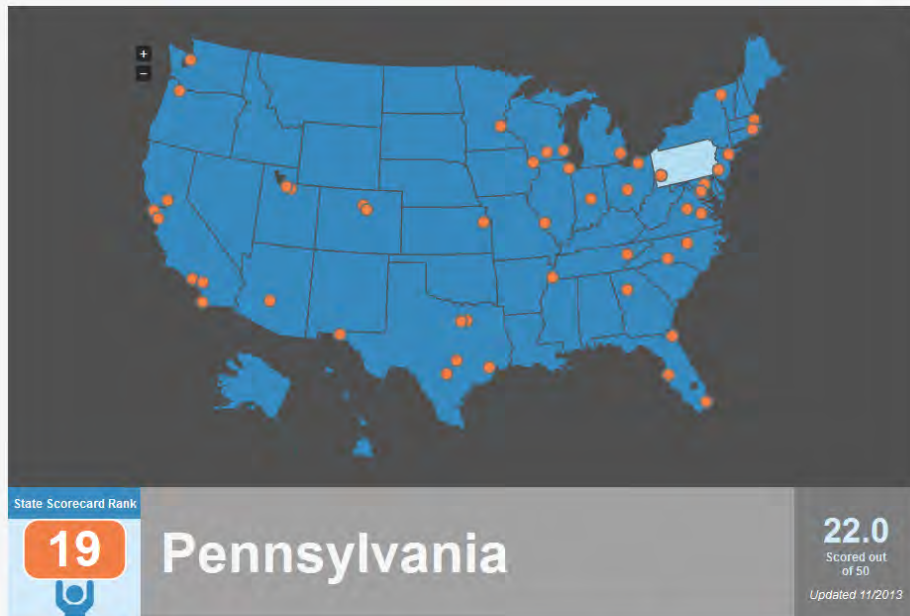 +
−
State Scorecard Rank
19
Pennsylvania
22.0
Scored out
of 50
Updated 11/2013